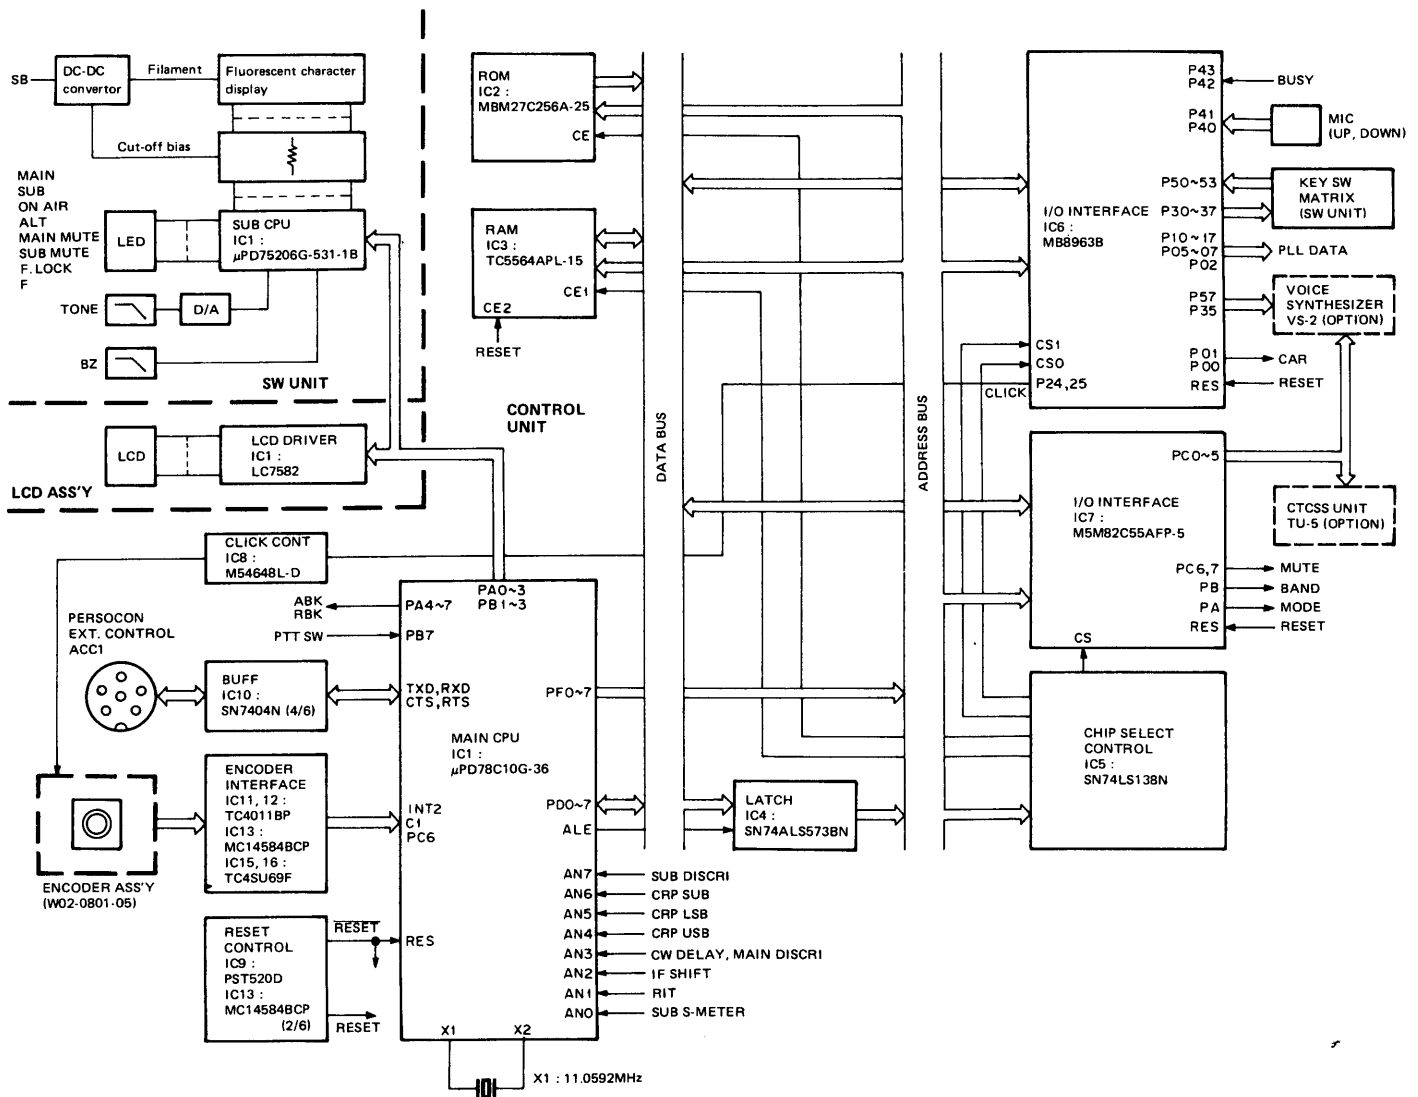 SB
DC-DC
convertor
Filament
Fluorescent character
display
Cut-off bias
MAIN
SUB
ON AIR
ALT
MAIN MUTE
SUB MUTE
F. LOCK
F
LED
SUB CPU
IC1 :
µPD75206G-531-1B
TONE
D/A
BZ
SW UNIT
LCD
LCD DRIVER
IC1 :
LC7582
LCD ASS'Y
CONTROL
UNIT
ROM
IC2 :
MBM27C256A-25
CE
RAM
IC3 :
TC5564APL-15
CE1
CE2
RESET
DATA BUS
ADDRESS BUS
P43
P42
BUSY
P41
P40
MIC
(UP, DOWN)
P50~53
KEY SW
MATRIX
(SW UNIT)
I/O INTERFACE
IC6 :
MB8963B
P30~37
P10~17
P05~07
P02
PLL DATA
P57
P35
VOICE
SYNTHESIZER
VS-2 (OPTION)
CS1
CS0
P24,25
CLICK
P01
P00
CAR
RES
RESET
PC0~5
I/O INTERFACE
IC7 :
M5M82C55AFP-5
CTCSS UNIT
TU-5 (OPTION)
PC6,7
MUTE
PB
BAND
PA
MODE
RES
RESET
CS
CHIP SELECT
CONTROL
IC5 :
SN74LS138N
CLICK CONT
IC8 :
M54648L-D
PERSOCON
EXT. CONTROL
ACC1
ABK
RBK
PTT SW
PA0~3
PB1~3
PA4~7
PB7
BUFF
IC10 :
SN7404N (4/6)
TXD,RXD
CTS,RTS
PF0~7
MAIN CPU
IC1 :
µPD78C10G-36
ENCODER
INTERFACE
IC11, 12 :
TC4011BP
IC13 :
MC14584BCP
IC15, 16 :
TC4SU69F
INT2
C1
PC6
PD0~7
ALE
LATCH
IC4 :
SN74ALS573BN
ENCODER ASS'Y
(W02-0801-05)
AN7
SUB DISCRI
AN6
CRP SUB
AN5
CRP LSB
AN4
CRP USB
AN3
CW DELAY, MAIN DISCRI
AN2
IF SHIFT
AN1
RIT
AN0
SUB S-METER
RESET
CONTROL
IC9 :
PST520D
IC13 :
MC14584BCP
(2/6)
RESET
RES
RESET
X1
X2
X1 : 11.0592MHz